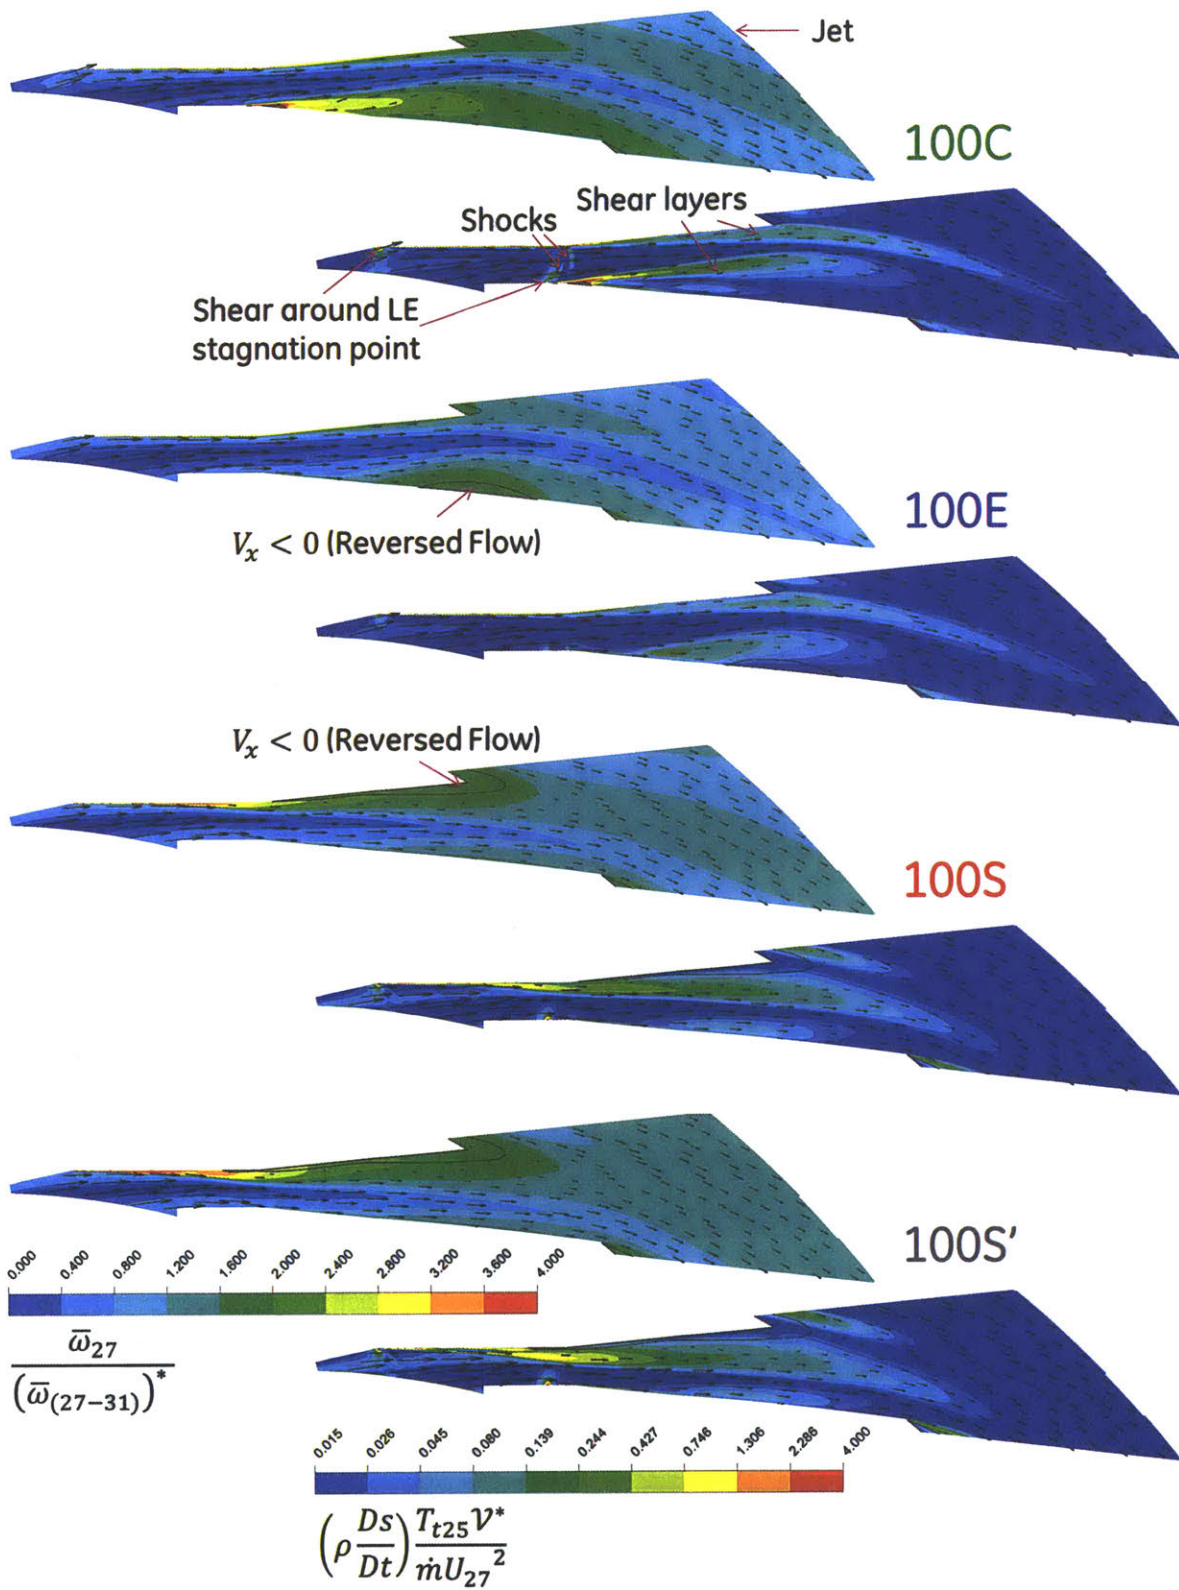 Jet
100C
Shear layers
Shocks
Shear around LE
stagnation point
100E
V_x < 0 (Reversed Flow)
V_x < 0 (Reversed Flow)
100S
100S'
0.000 0.400 0.800 1.200 1.600 2.000 2.400 2.800 3.200 3.600 4.000
ω̄_27 / (ω̄_(27−31))^*
0.015 0.026 0.045 0.080 0.139 0.244 0.427 0.746 1.306 2.286 4.000
(ρ Ds/Dt) T_t25 𝒱^* / ṁU_27^2